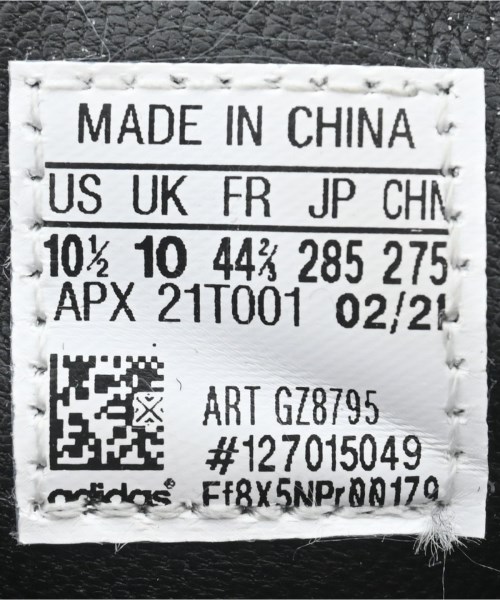 MADE IN CHINA
US UK FR JP CHN
10½ 10 44⅔ 285 275
APX 21T001 02/21
ART GZ8795
#127015049
adidas® Ff8X5NPr00179